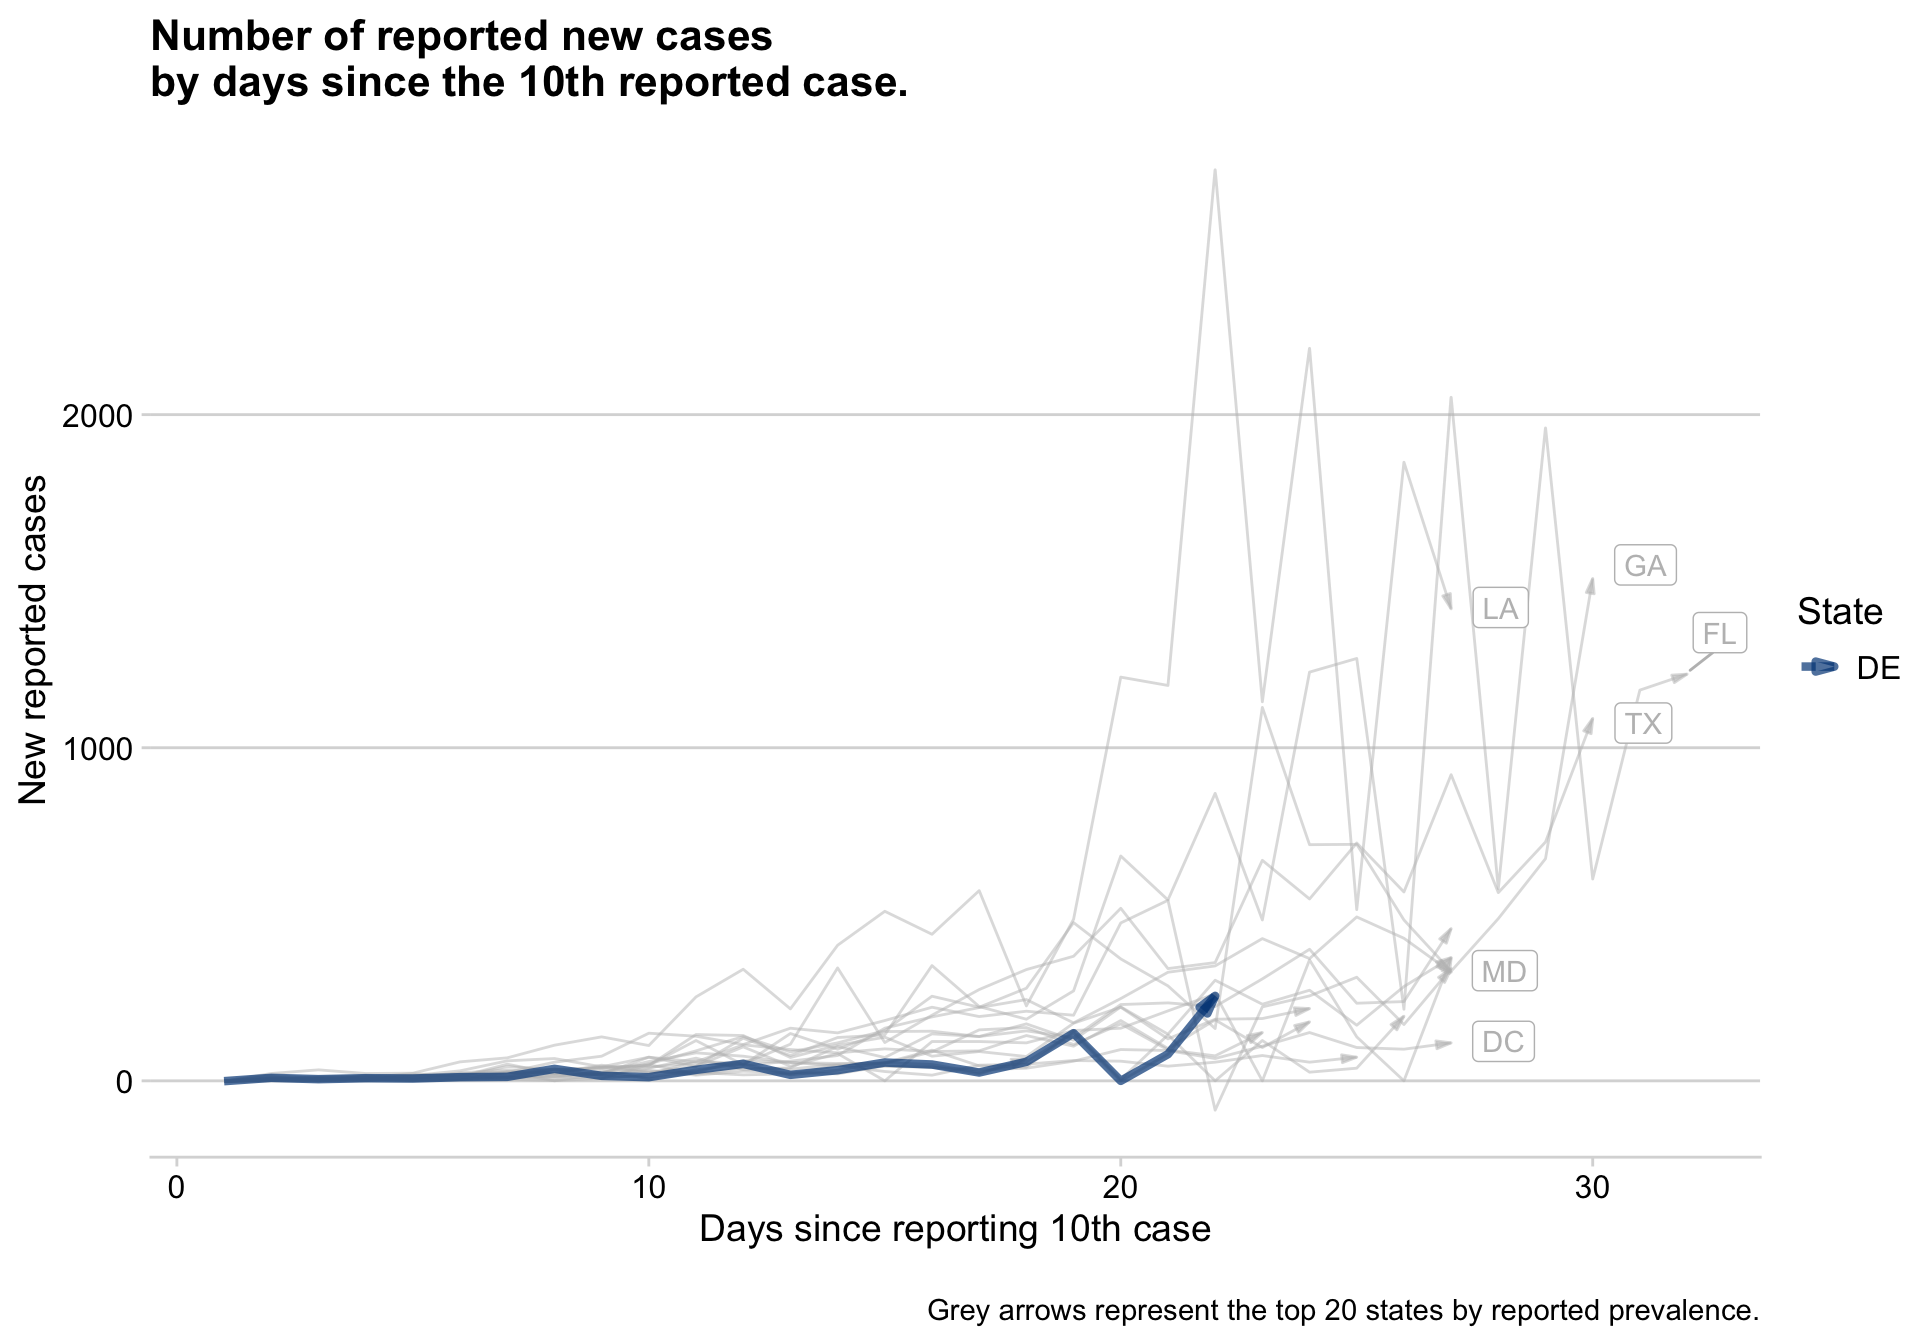 Number of reported new cases
by days since the 10th reported case.
New reported cases
2000
1000
0
GA
LA
FL
TX
MD
DC
State
DE
0
10
20
30
Days since reporting 10th case
Grey arrows represent the top 20 states by reported prevalence.